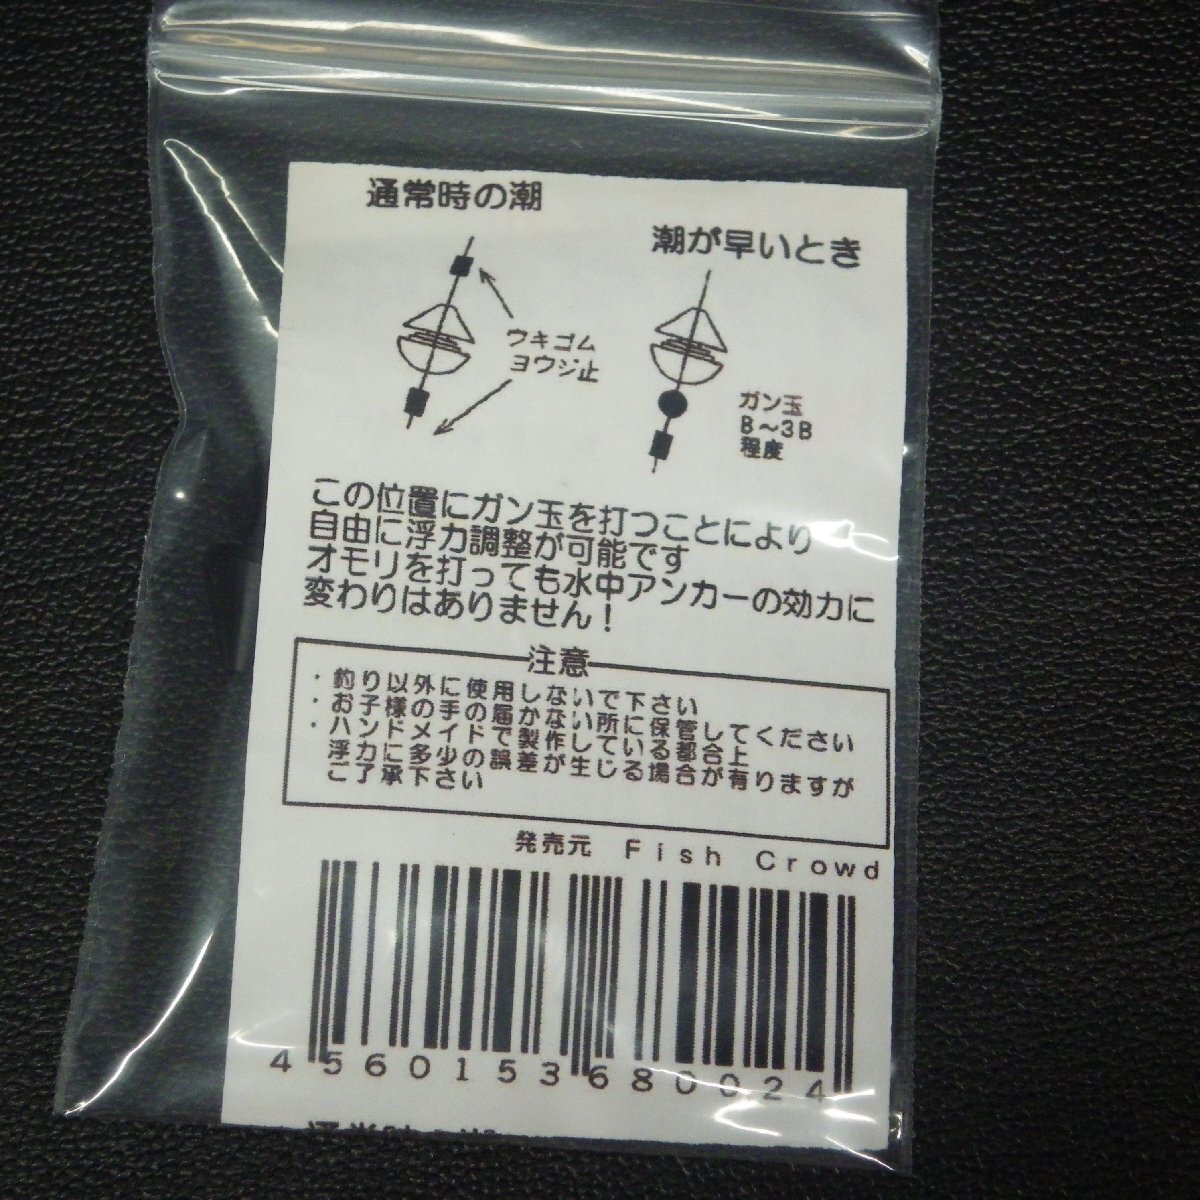 通常時の潮
潮が早いとき
ウキゴム
ヨウジ止
ガン玉
B～3B
程度
この位置にガン玉を打つことにより
自由に浮力調整が可能です
オモリを打っても水中アンカーの効力に
変わりはありません！
注意
・釣り以外に使用しないで下さい
・お子様の手の届かない所に保管してください
・ハンドメイドで製作している都合上
浮力に多少の誤差が生じる場合が有りますが
ご了承下さい
発売元 Fish Crowd
4560153680024